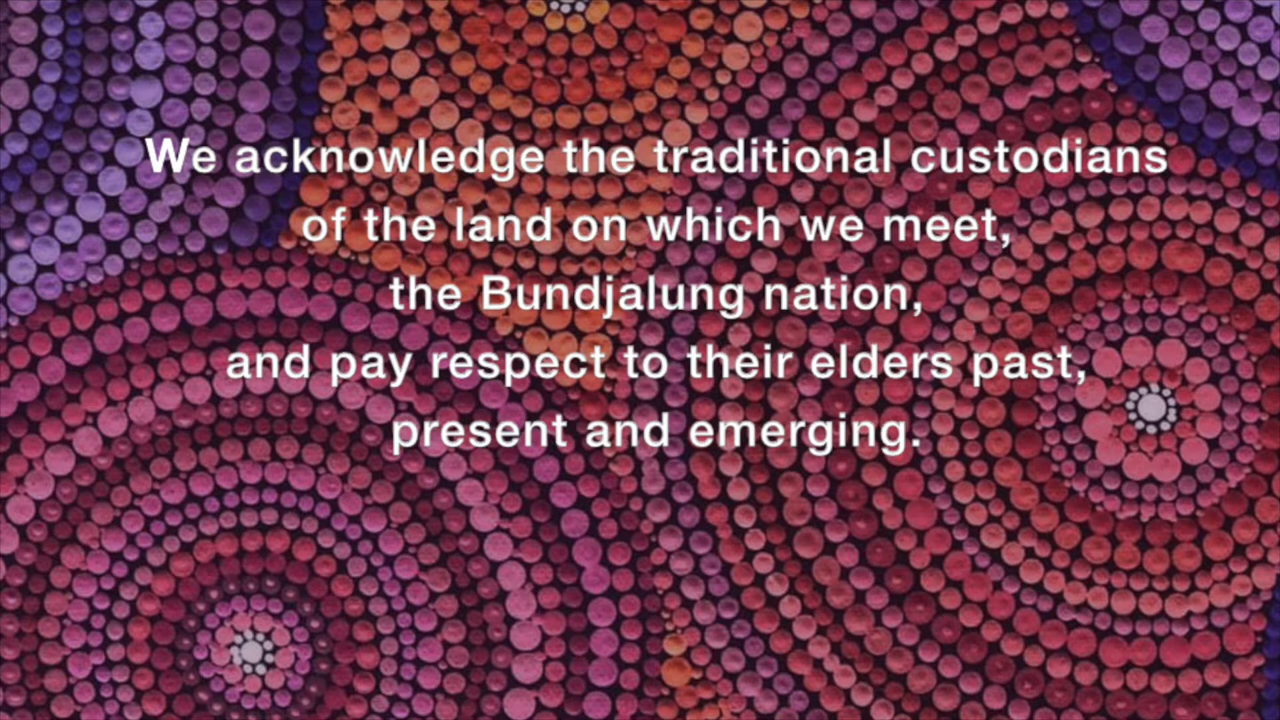 We acknowledge the traditional custodians
of the land on which we meet,
the Bundjalung nation,
and pay respect to their elders past,
present and emerging.